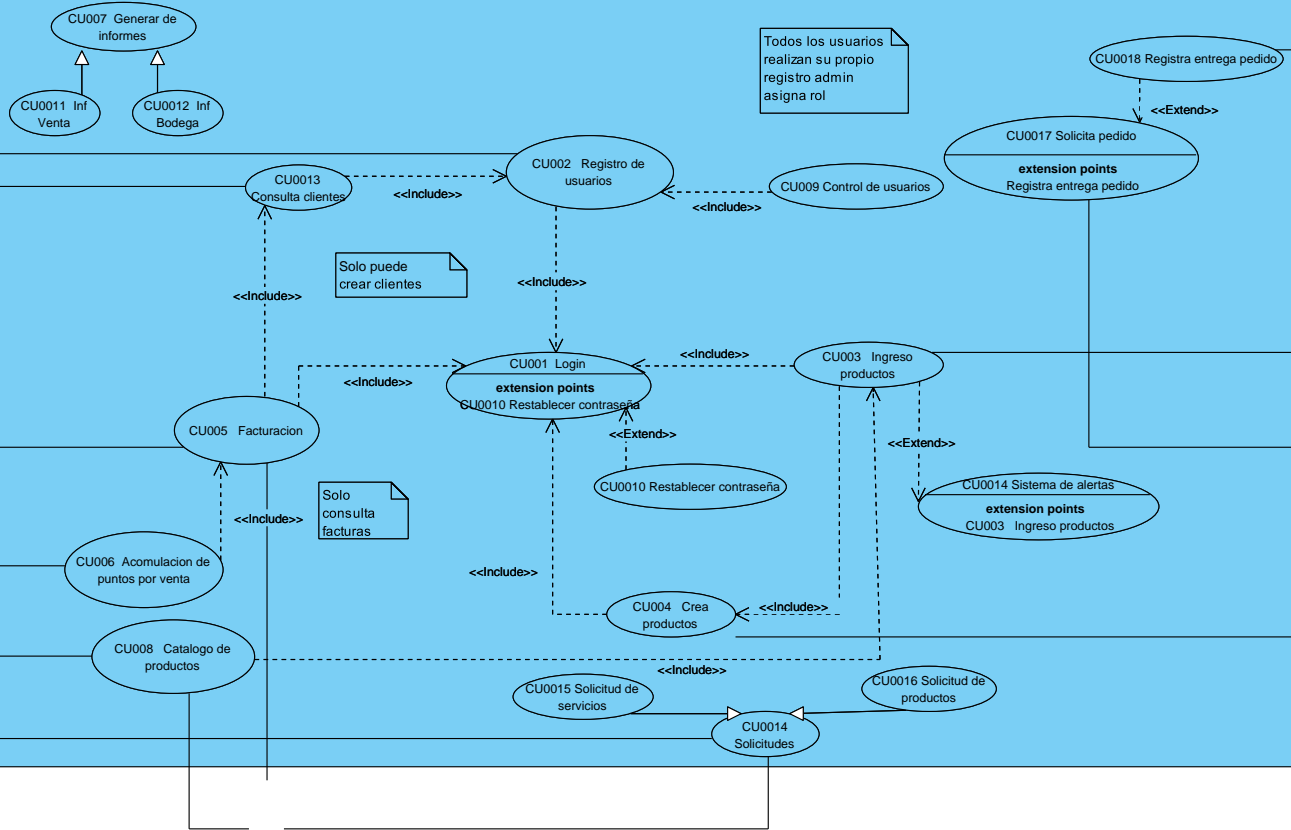 CU007 Generar de
informes
CU0011 Inf
Venta
CU0012 Inf
Bodega
Todos los usuarios
realizan su propio
registro admin
asigna rol
CU0018 Registra entrega pedido
<<Extend>>
CU0017 Solicita pedido
extension points
Registra entrega pedido
CU002 Registro de
usuarios
CU0013
Consulta clientes
<<Include>>
CU009 Control de usuarios
<<Include>>
Solo puede
crear clientes
<<Include>>
<<Include>>
CU001 Login
extension points
CU0010 Restablecer contraseña
<<Include>>
<<Include>>
CU003 Ingreso
productos
CU005 Facturacion
<<Extend>>
<<Extend>>
CU0010 Restablecer contraseña
CU0014 Sistema de alertas
extension points
CU003 Ingreso productos
Solo
consulta
facturas
<<Include>>
CU006 Acomulacion de
puntos por venta
<<Include>>
CU004 Crea
productos
<<Include>>
CU008 Catalogo de
productos
<<Include>>
CU0015 Solicitud de
servicios
CU0016 Solicitud de
productos
CU0014
Solicitudes